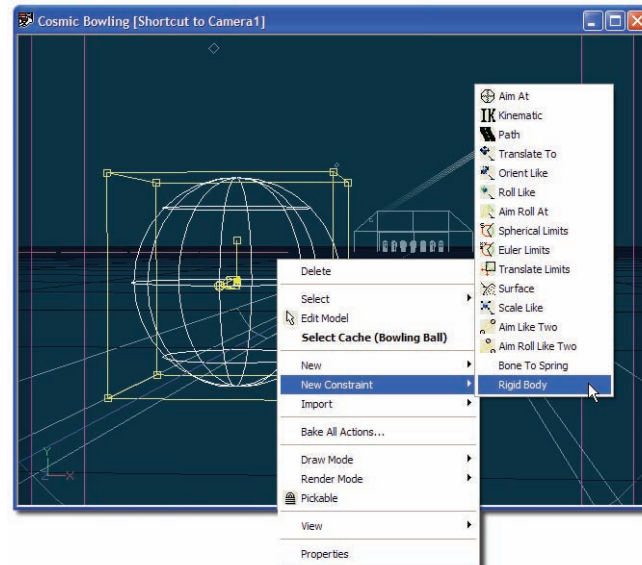 Cosmic Bowling [Shortcut to Camera1]
Delete
Select
Edit Model
Select Cache (Bowling Ball)
New
New Constraint
Import
Bake All Actions...
Draw Mode
Render Mode
Pickable
View
Properties
Aim At
IK Kinematic
Path
Translate To
Orient Like
Roll Like
Aim Roll At
Spherical Limits
Euler Limits
Translate Limits
Surface
Scale Like
Aim Like Two
Aim Roll Like Two
Bone To Spring
Rigid Body
Y
Z X